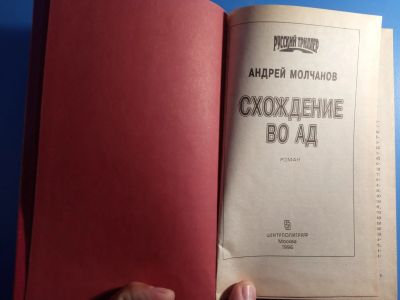 РУССКИЙ ТРИЛЛЕР
АНДРЕЙ МОЛЧАНОВ
СХОЖДЕНИЕ
ВО АД
РОМАН
ЦЕНТРПОЛИГРАФ
Москва
1996